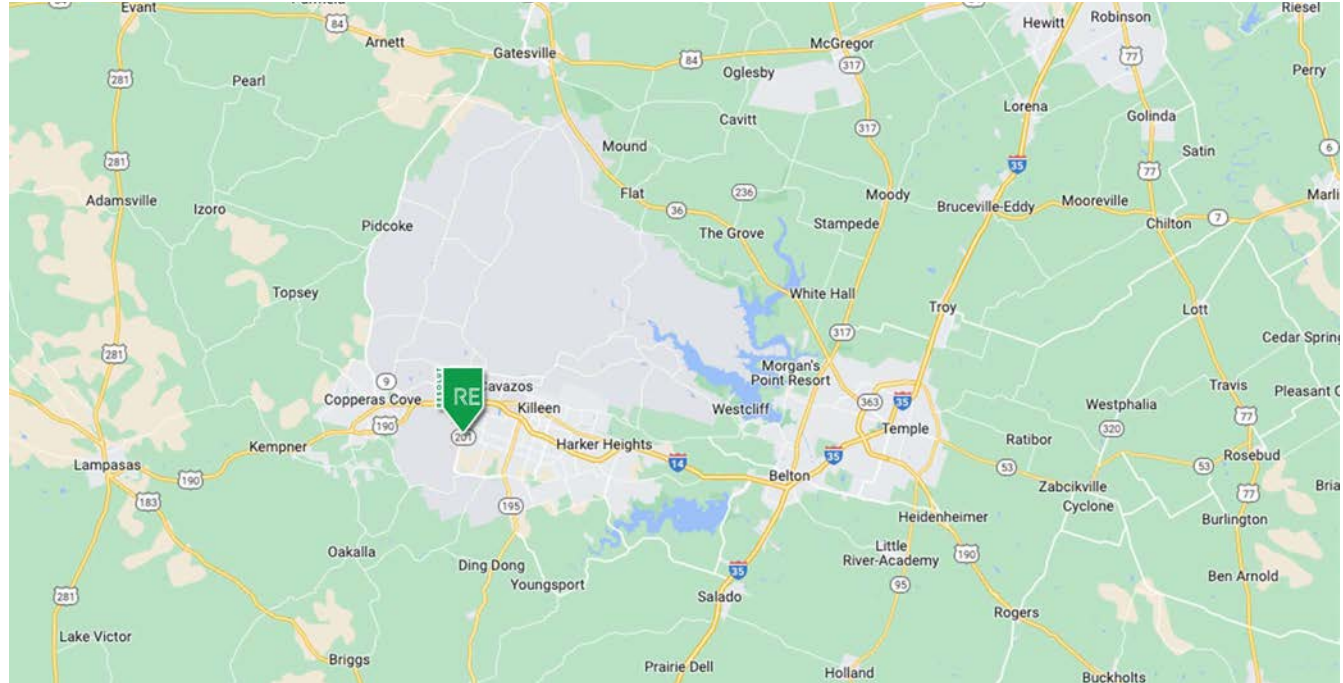 Evant
84
Arnett
84
Gatesville
84
Oglesby
McGregor
317
Hewitt
Robinson
77
Riesel
281
Pearl
Perry
Lorena
Golinda
Cavitt
317
Satin
6
Mound
35
281
77
Adamsville
Izoro
Flat
236
Moody
Mooreville
Bruceville-Eddy
Marli
Pidcoke
36
The Grove
Stampede
Chilton
7
Topsey
White Hall
Troy
Lott
317
Cedar Spring
281
9
RESOLUT
RE
Cavazos
Morgan's
Point Resort
Travis
Pleasant C
Copperas Cove
Killeen
Westcliff
363
35
Westphalia
77
190
201
Temple
320
Kempner
Harker Heights
Ratibor
Lampasas
14
35
53
53
Rosebud
190
Belton
Zabcikville
Bria
183
195
Cyclone
77
Heidenheimer
Burlington
Oakalla
Ding Dong
Little
River-Academy
190
Youngsport
35
95
Ben Arnold
281
Salado
Rogers
Lake Victor
Briggs
Prairie Dell
Holland
Buckholts